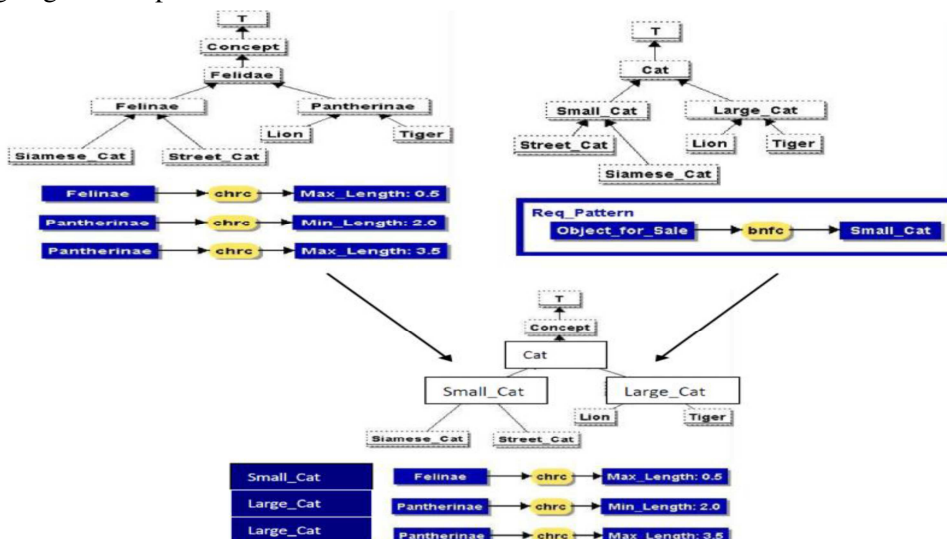 T
Concept
Felidae
Felinae
Pantherinae
Lion
Tiger
Siamese_Cat
Street_Cat
Felinae chrc Max_Length: 0.5
Pantherinae chrc Min_Length: 2.0
Pantherinae chrc Max_Length: 3.5
T
Cat
Small_Cat
Large_Cat
Street_Cat
Lion
Tiger
Siamese_Cat
Req_Pattern
Object_for_Sale bnfc Small_Cat
T
Concept
Cat
Small_Cat
Large_Cat
Lion
Tiger
Siamese_Cat
Street_Cat
Small_Cat Felinae chrc Max_Length: 0.5
Large_Cat Pantherinae chrc Min_Length: 2.0
Large_Cat Pantherinae chrc Max_Length: 3.5